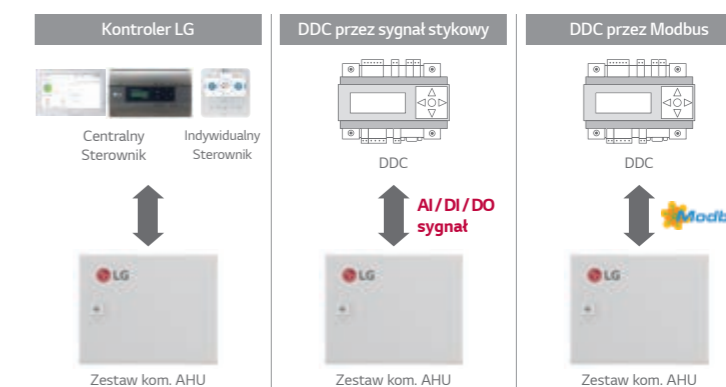 Kontroler LG
Centralny
Sterownik
Indywidualny
Sterownik
LG
Zestaw kom. AHU
DDC przez sygnał stykowy
DDC
AI / DI / DO
sygnał
LG
Zestaw kom. AHU
DDC przez Modbus
DDC
LG
Zestaw kom. AHU